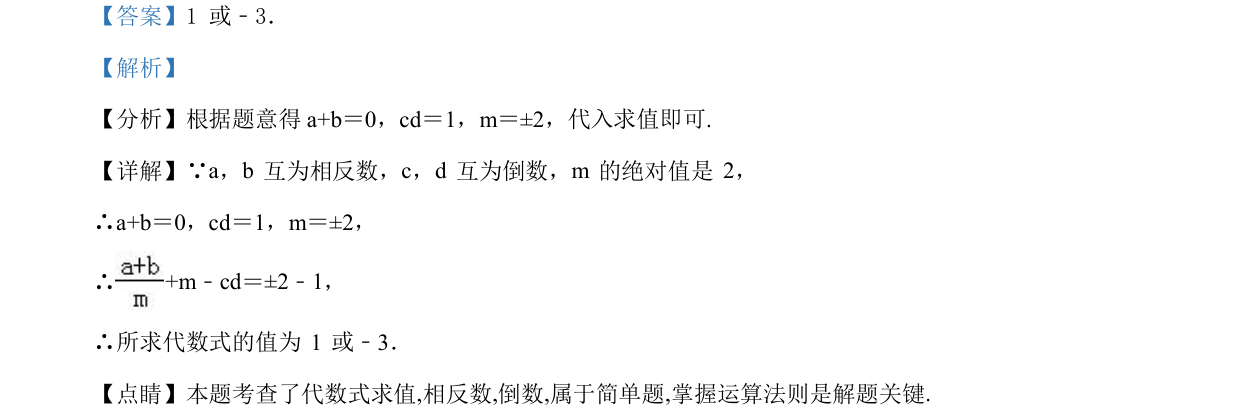 【答案】1 或﹣3．
【解析】
【分析】根据题意得 a+b＝0，cd＝1，m＝±2，代入求值即可.
【详解】∵a，b 互为相反数，c，d 互为倒数，m 的绝对值是 2，
∴a+b＝0，cd＝1，m＝±2，
∴(a+b)/m+m﹣cd＝±2﹣1，
∴所求代数式的值为 1 或﹣3．
【点睛】本题考查了代数式求值,相反数,倒数,属于简单题,掌握运算法则是解题关键.